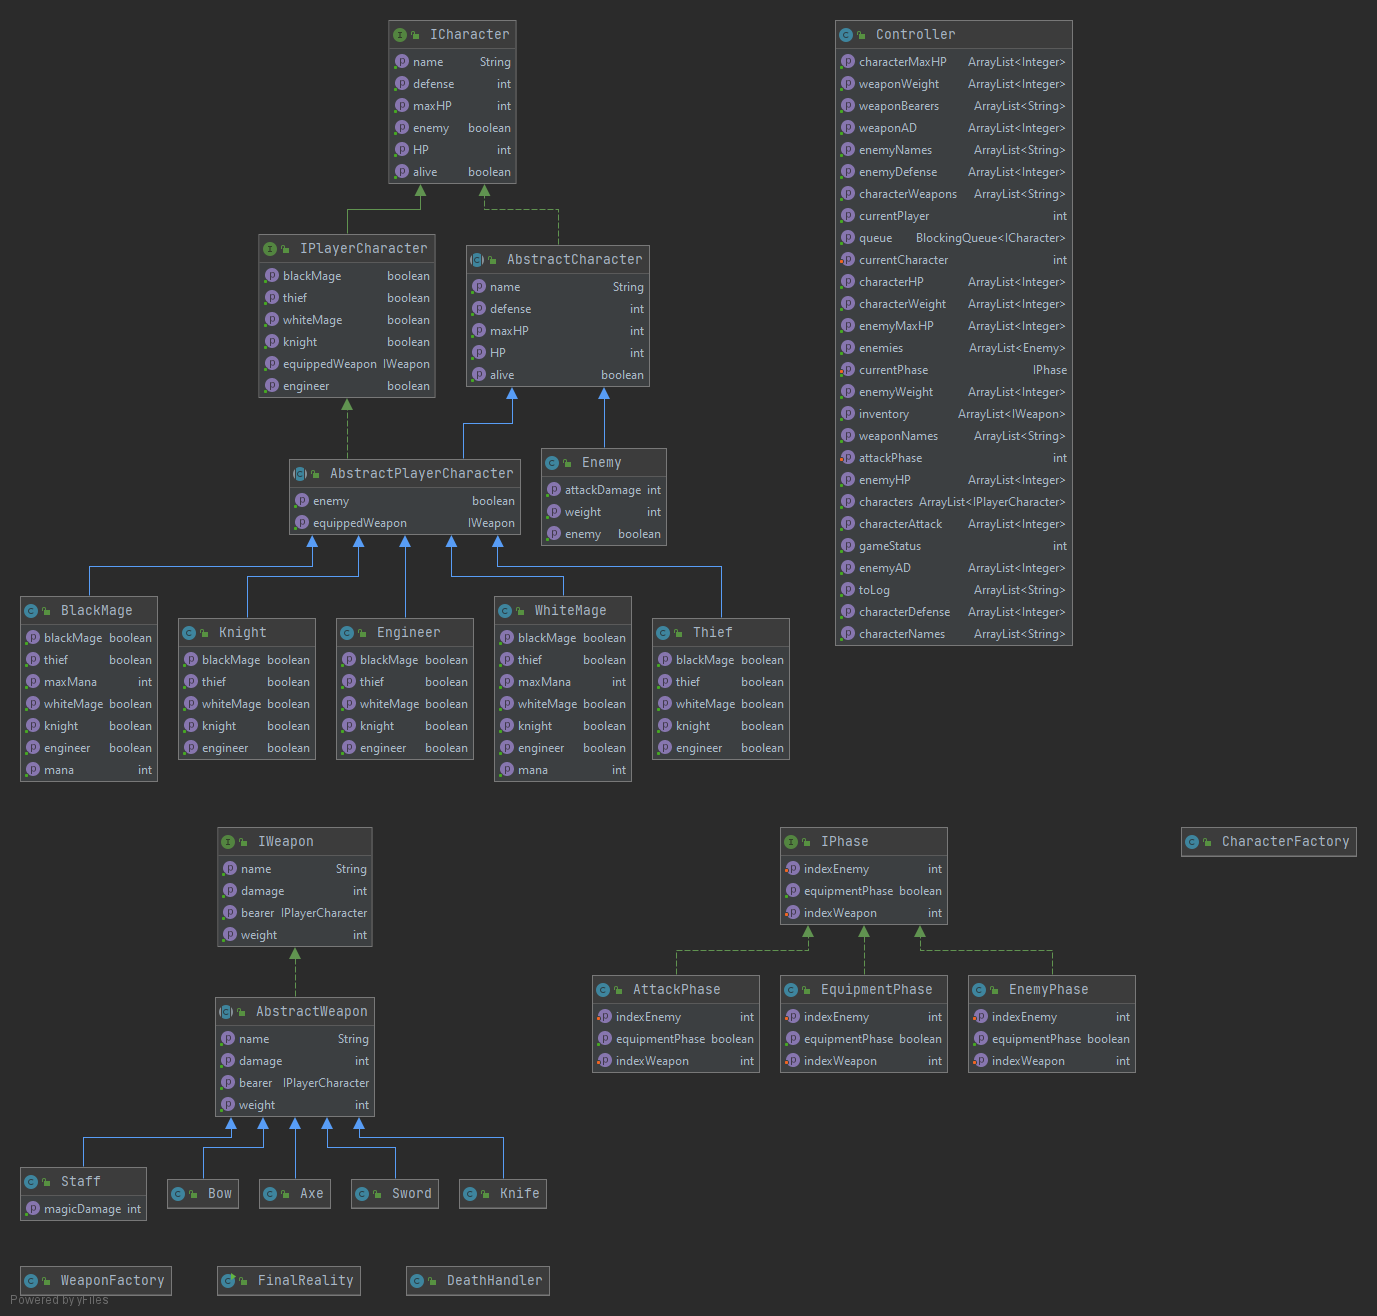 ICharacter
name String
defense int
maxHP int
enemy boolean
HP int
alive boolean
Controller
characterMaxHP ArrayList<Integer>
weaponWeight ArrayList<Integer>
weaponBearers ArrayList<String>
weaponAD ArrayList<Integer>
enemyNames ArrayList<String>
enemyDefense ArrayList<Integer>
characterWeapons ArrayList<String>
currentPlayer int
queue BlockingQueue<ICharacter>
currentCharacter int
characterHP ArrayList<Integer>
characterWeight ArrayList<Integer>
enemyMaxHP ArrayList<Integer>
enemies ArrayList<Enemy>
currentPhase IPhase
enemyWeight ArrayList<Integer>
inventory ArrayList<IWeapon>
weaponNames ArrayList<String>
attackPhase int
enemyHP ArrayList<Integer>
characters ArrayList<IPlayerCharacter>
characterAttack ArrayList<Integer>
gameStatus int
enemyAD ArrayList<Integer>
toLog ArrayList<String>
characterDefense ArrayList<Integer>
characterNames ArrayList<String>
IPlayerCharacter
blackMage boolean
thief boolean
whiteMage boolean
knight boolean
equippedWeapon IWeapon
engineer boolean
AbstractCharacter
name String
defense int
maxHP int
HP int
alive boolean
AbstractPlayerCharacter
enemy boolean
equippedWeapon IWeapon
Enemy
attackDamage int
weight int
enemy boolean
BlackMage
blackMage boolean
thief boolean
maxMana int
whiteMage boolean
knight boolean
engineer boolean
mana int
Knight
blackMage boolean
thief boolean
whiteMage boolean
knight boolean
engineer boolean
Engineer
blackMage boolean
thief boolean
whiteMage boolean
knight boolean
engineer boolean
WhiteMage
blackMage boolean
thief boolean
maxMana int
whiteMage boolean
knight boolean
engineer boolean
mana int
Thief
blackMage boolean
thief boolean
whiteMage boolean
knight boolean
engineer boolean
IWeapon
name String
damage int
bearer IPlayerCharacter
weight int
IPhase
indexEnemy int
equipmentPhase boolean
indexWeapon int
CharacterFactory
AbstractWeapon
name String
damage int
bearer IPlayerCharacter
weight int
AttackPhase
indexEnemy int
equipmentPhase boolean
indexWeapon int
EquipmentPhase
indexEnemy int
equipmentPhase boolean
indexWeapon int
EnemyPhase
indexEnemy int
equipmentPhase boolean
indexWeapon int
Staff
magicDamage int
Bow
Axe
Sword
Knife
WeaponFactory
FinalReality
DeathHandler
Powered by yFiles